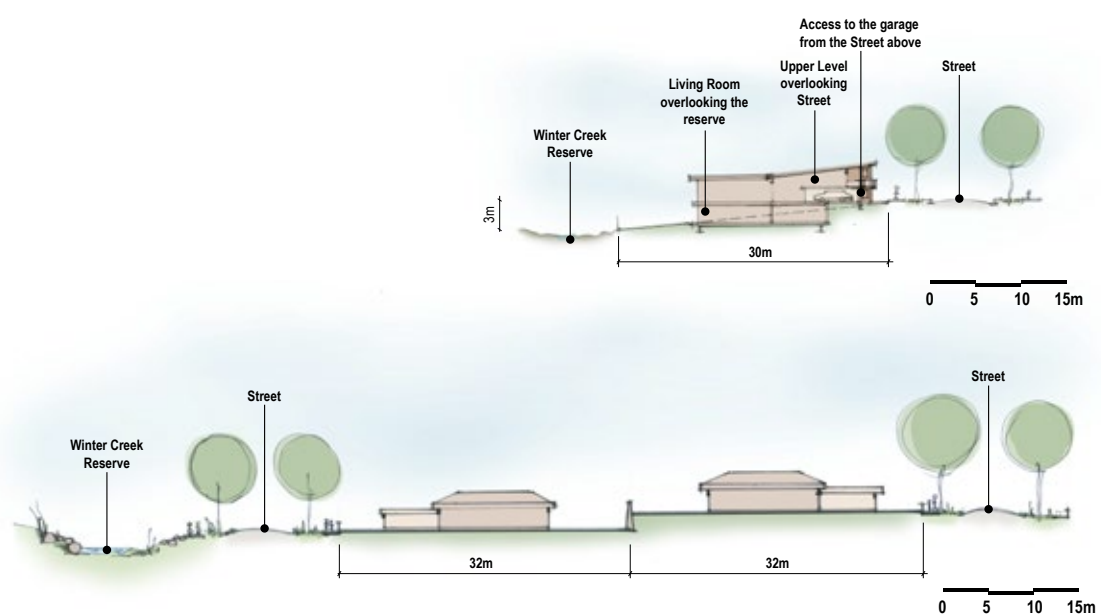 Access to the garage
from the Street above
Upper Level
overlooking
Street
Street
Living Room
overlooking the
reserve
Winter Creek
Reserve
3m
30m
0 5 10 15m
Street
Street
Winter Creek
Reserve
32m 32m
0 5 10 15m